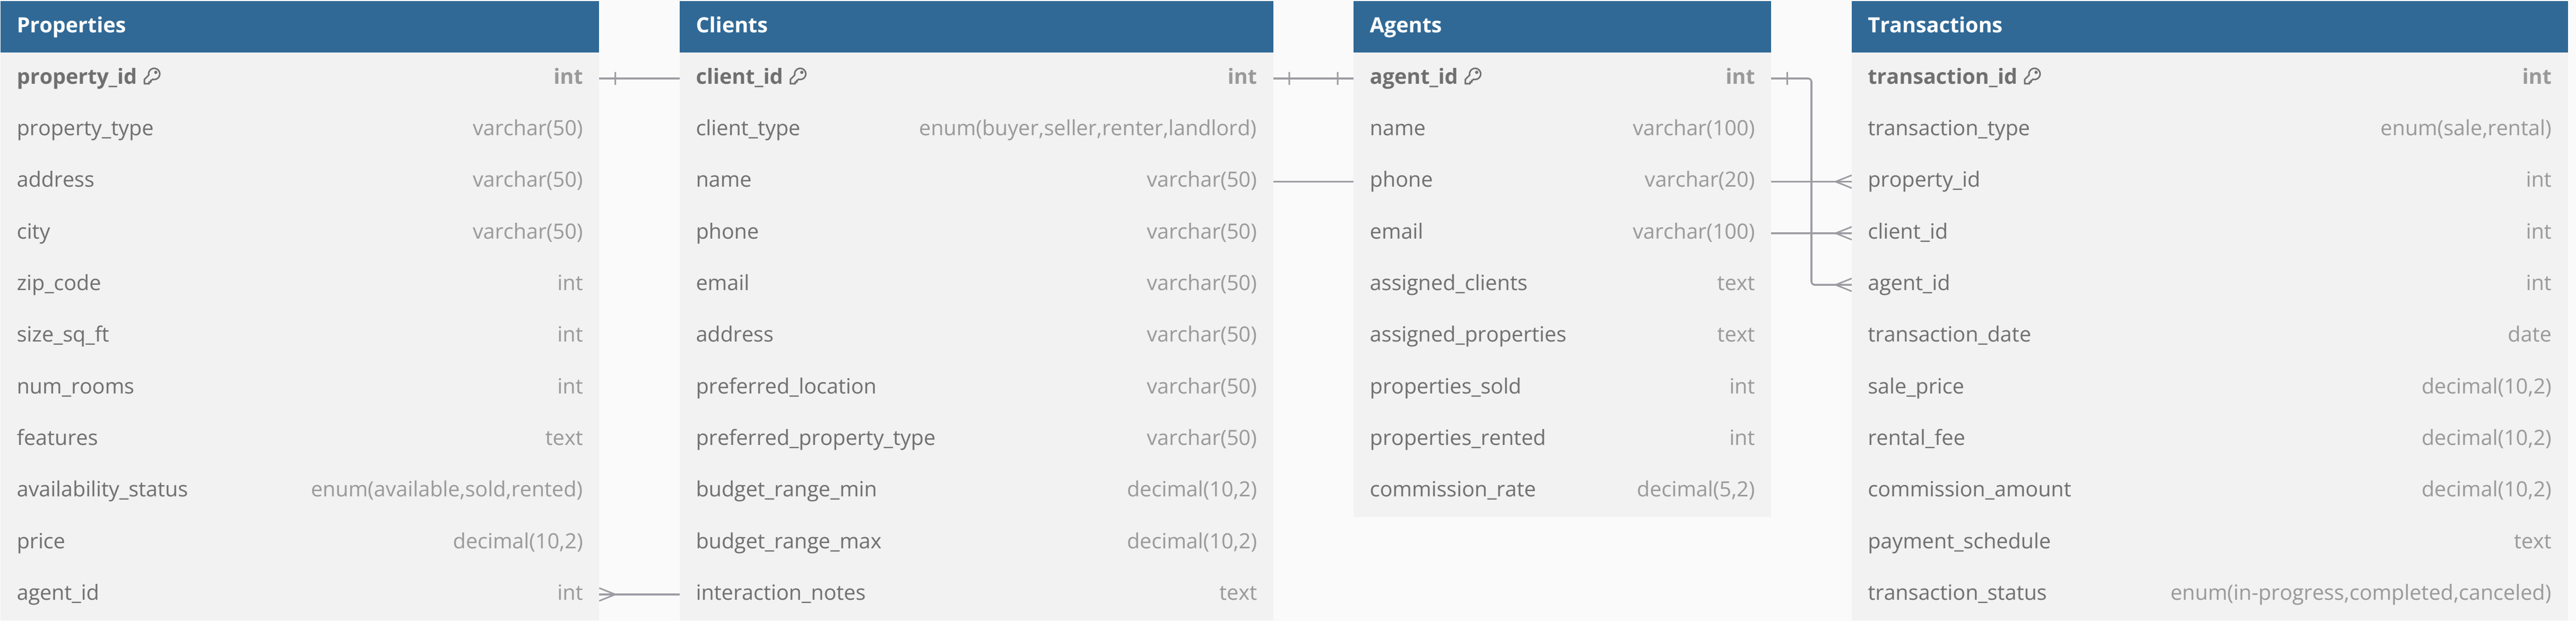 Properties
property_id int
property_type varchar(50)
address varchar(50)
city varchar(50)
zip_code int
size_sq_ft int
num_rooms int
features text
availability_status enum(available,sold,rented)
price decimal(10,2)
agent_id int
Clients
client_id int
client_type enum(buyer,seller,renter,landlord)
name varchar(50)
phone varchar(50)
email varchar(50)
address varchar(50)
preferred_location varchar(50)
preferred_property_type varchar(50)
budget_range_min decimal(10,2)
budget_range_max decimal(10,2)
interaction_notes text
Agents
agent_id int
name varchar(100)
phone varchar(20)
email varchar(100)
assigned_clients text
assigned_properties text
properties_sold int
properties_rented int
commission_rate decimal(5,2)
Transactions
transaction_id int
transaction_type enum(sale,rental)
property_id int
client_id int
agent_id int
transaction_date date
sale_price decimal(10,2)
rental_fee decimal(10,2)
commission_amount decimal(10,2)
payment_schedule text
transaction_status enum(in-progress,completed,canceled)